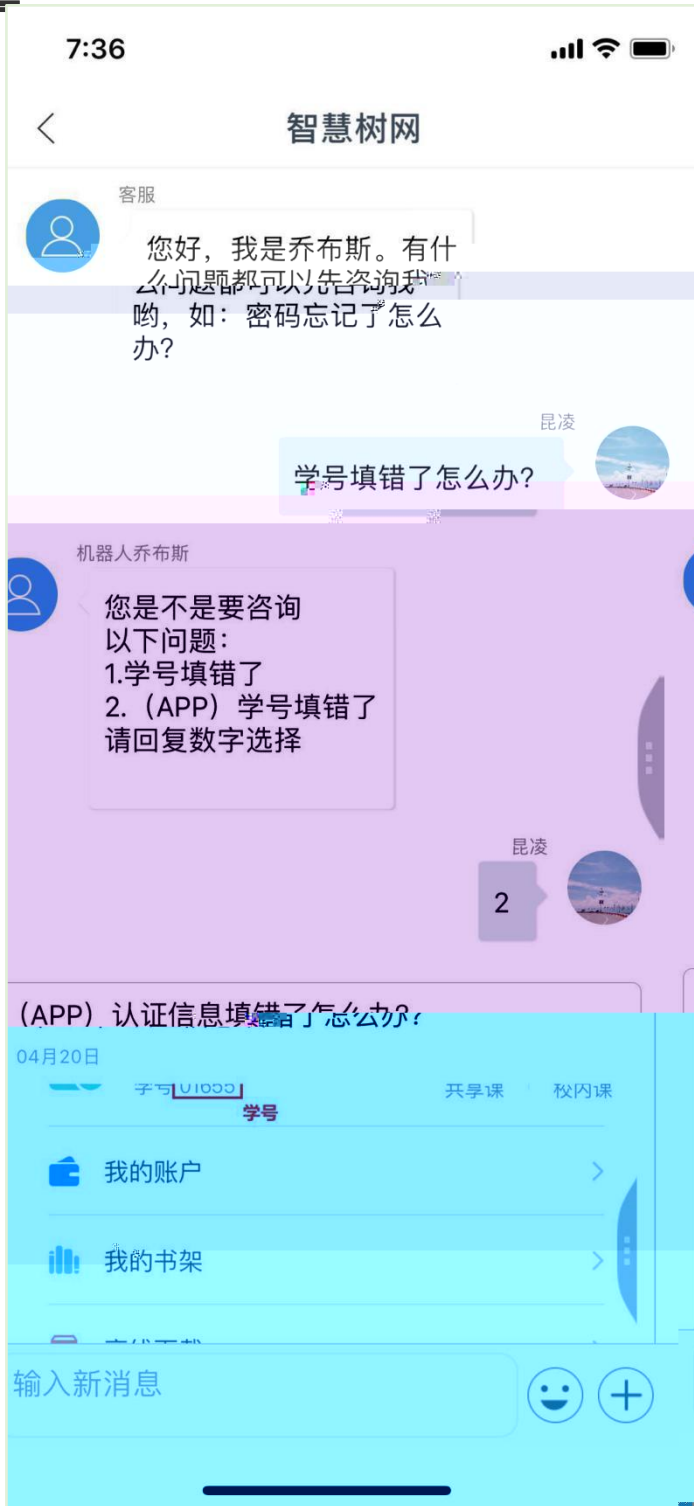 7:36
智慧树网
客服
您好，我是乔布斯。有什
么问题都可以先咨询我
哟，如：密码忘记了怎么
办？
昆凌
学号填错了怎么办？
机器人乔布斯
您是不是要咨询
以下问题：
1.学号填错了
2.（APP）学号填错了
请回复数字选择
昆凌
2
（APP）认证信息填错了怎么办？
04月20日
学号 01655 共享课 校内课
学号
我的账户
我的书架
输入新消息